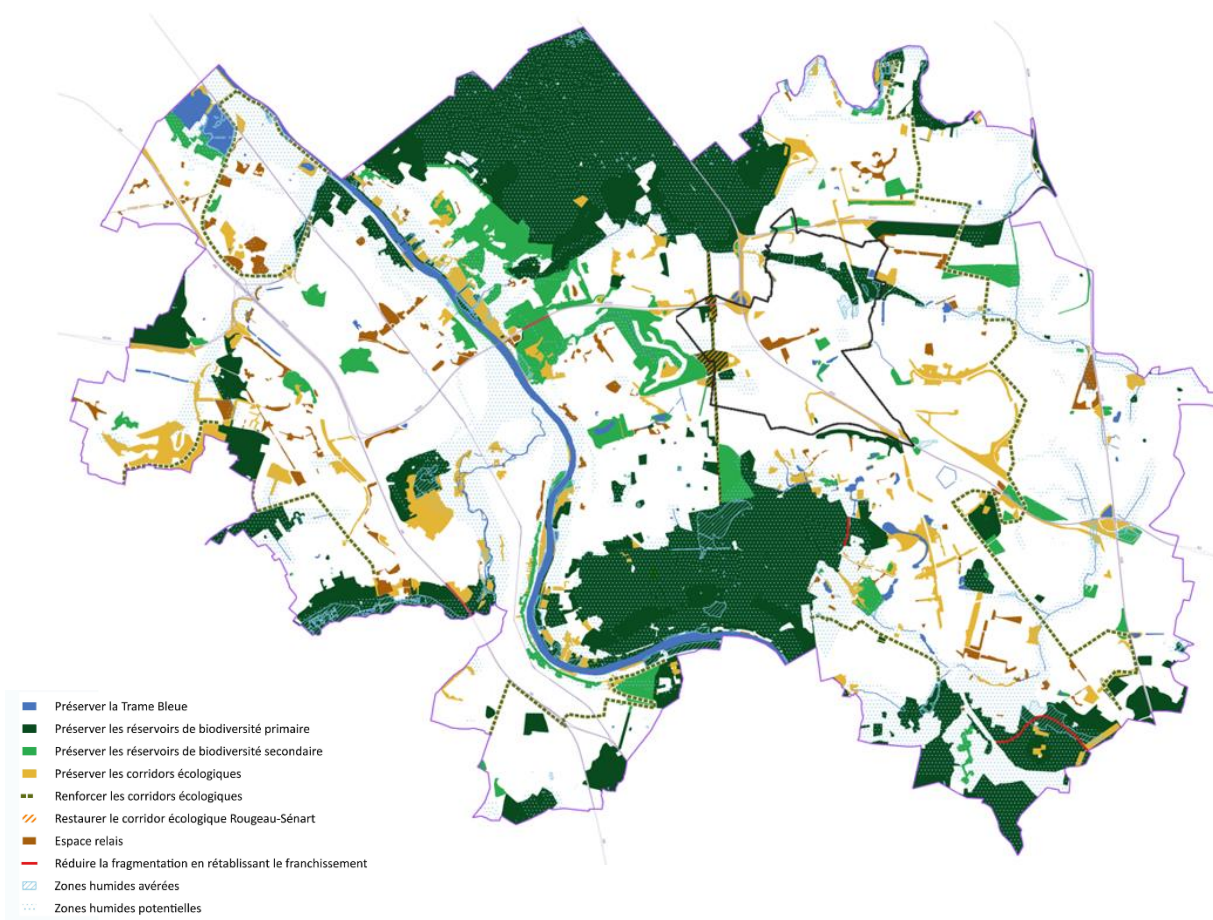 Préserver la Trame Bleue
Préserver les réservoirs de biodiversité primaire
Préserver les réservoirs de biodiversité secondaire
Préserver les corridors écologiques
Renforcer les corridors écologiques
Restaurer le corridor écologique Rougeau-Sénart
Espace relais
Réduire la fragmentation en rétablissant le franchissement
Zones humides avérées
Zones humides potentielles